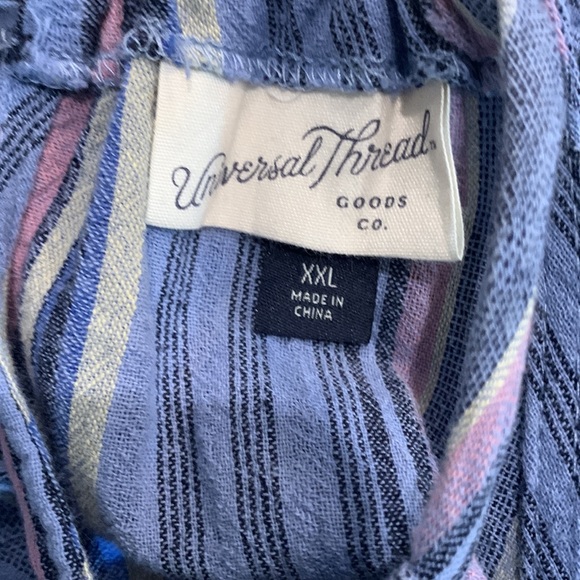 Universal Thread
GOODS
CO.
XXL
MADE IN
CHINA